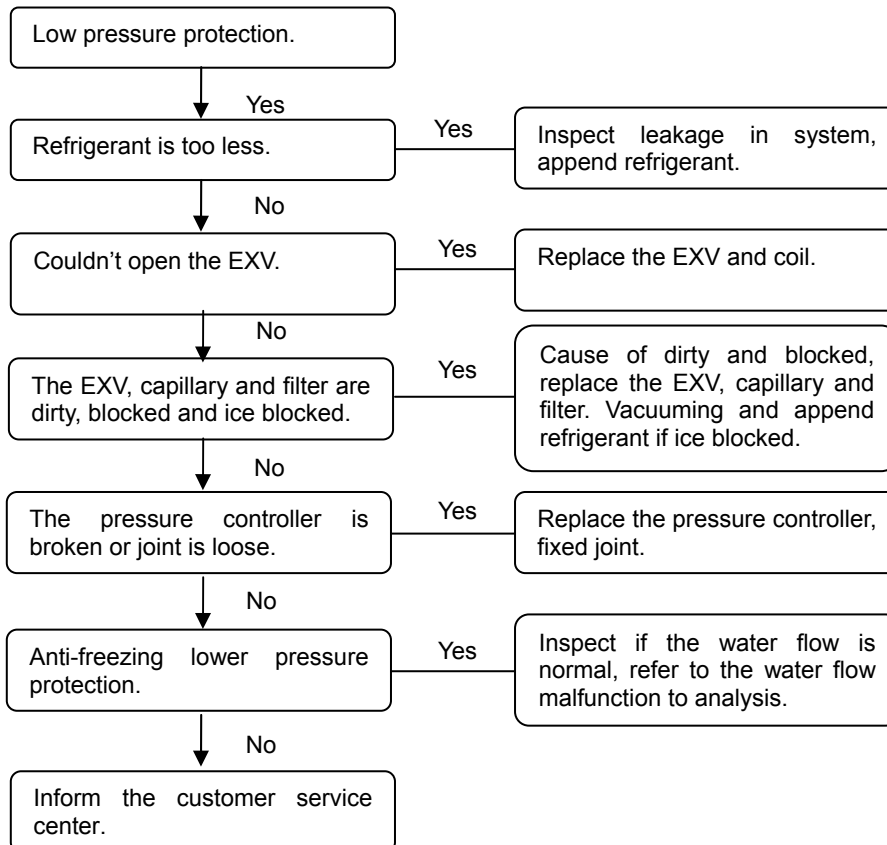 Low pressure protection.
Yes
Refrigerant is too less.
Yes
Inspect leakage in system,
append refrigerant.
No
Couldn’t open the EXV.
Yes
Replace the EXV and coil.
No
The EXV, capillary and filter are
dirty, blocked and ice blocked.
Yes
Cause of dirty and blocked,
replace the EXV, capillary and
filter. Vacuuming and append
refrigerant if ice blocked.
No
The pressure controller is
broken or joint is loose.
Yes
Replace the pressure controller,
fixed joint.
No
Anti-freezing lower pressure
protection.
Yes
Inspect if the water flow is
normal, refer to the water flow
malfunction to analysis.
No
Inform the customer service
center.